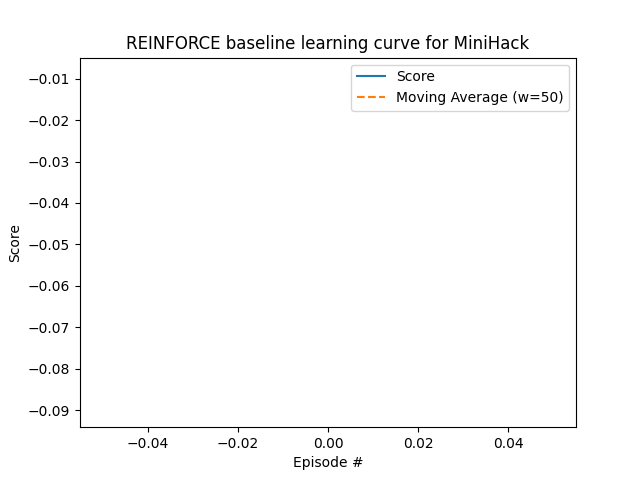 REINFORCE baseline learning curve for MiniHack
Score
Moving Average (w=50)
−0.01
−0.02
−0.03
−0.04
−0.05
−0.06
−0.07
−0.08
−0.09
Score
−0.04
−0.02
0.00
0.02
0.04
Episode #